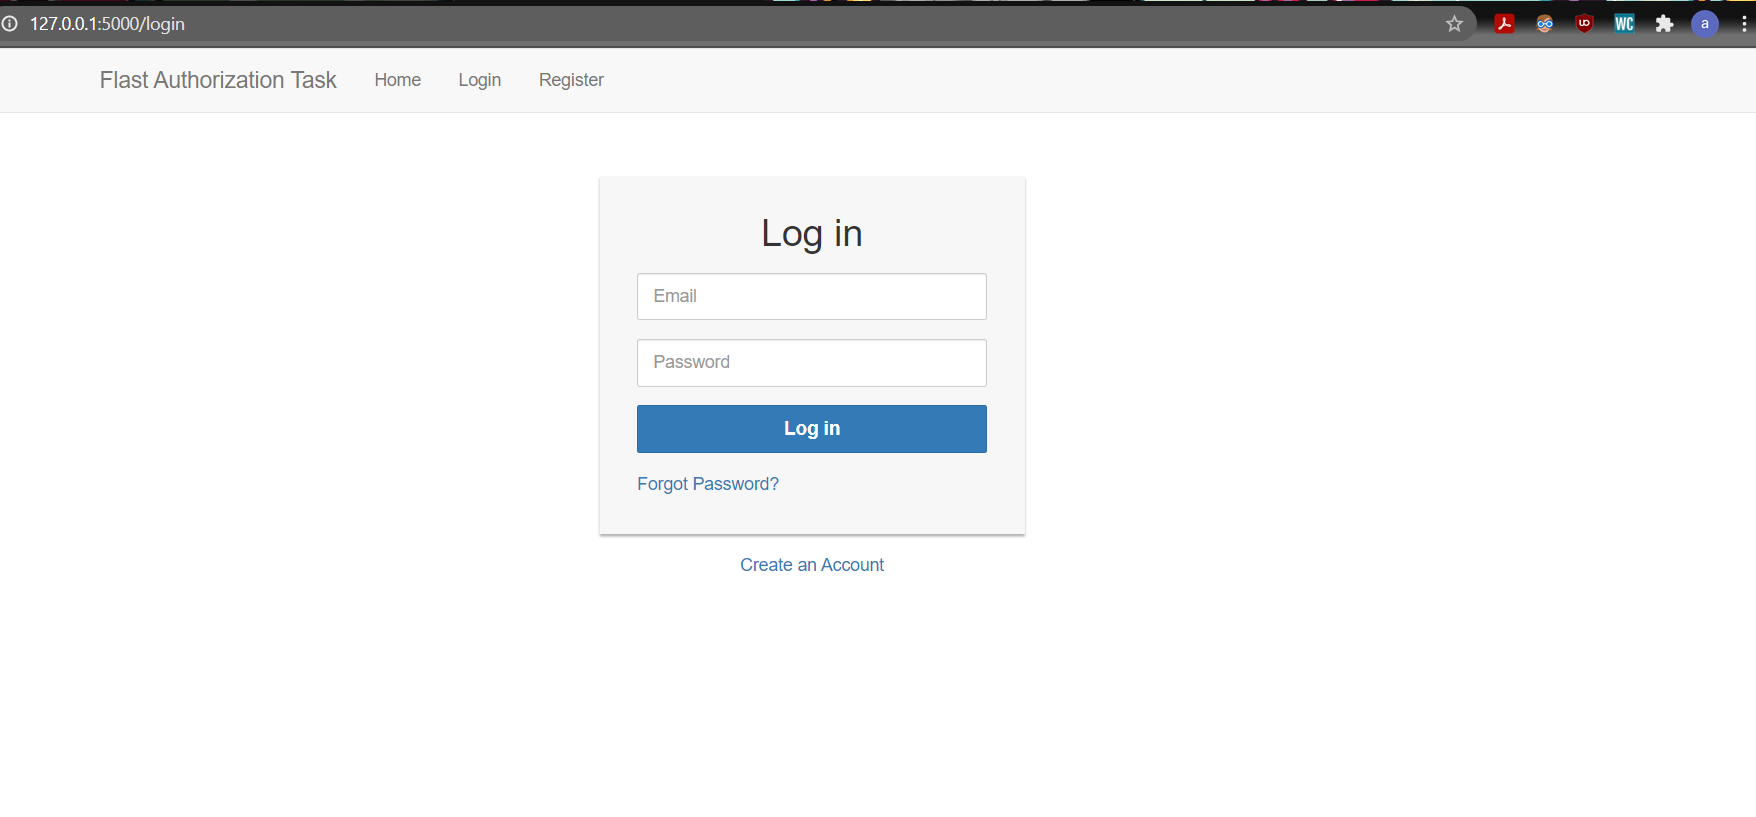 127.0.0.1:5000/login
WC
a
Flast Authorization Task Home Login Register
Log in
Email
Password
Log in
Forgot Password?
Create an Account